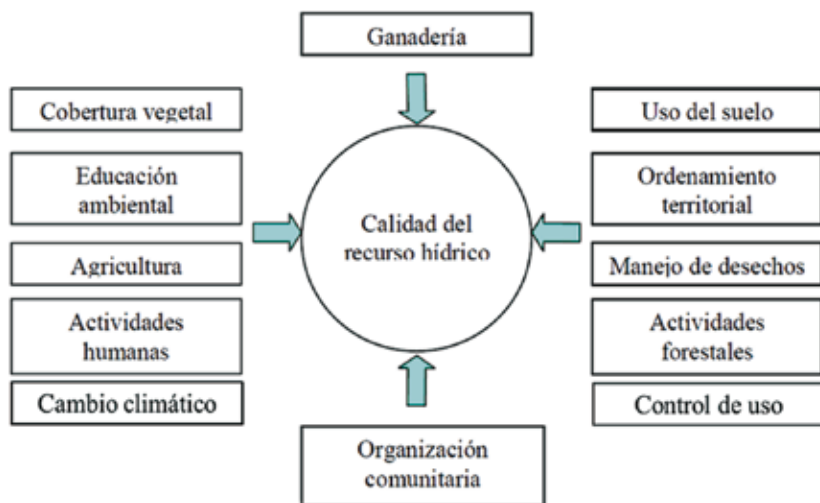 Ganadería
Cobertura vegetal
Educación
ambiental
Agricultura
Actividades
humanas
Cambio climático
Calidad del
recurso hídrico
Uso del suelo
Ordenamiento
territorial
Manejo de desechos
Actividades
forestales
Control de uso
Organización
comunitaria